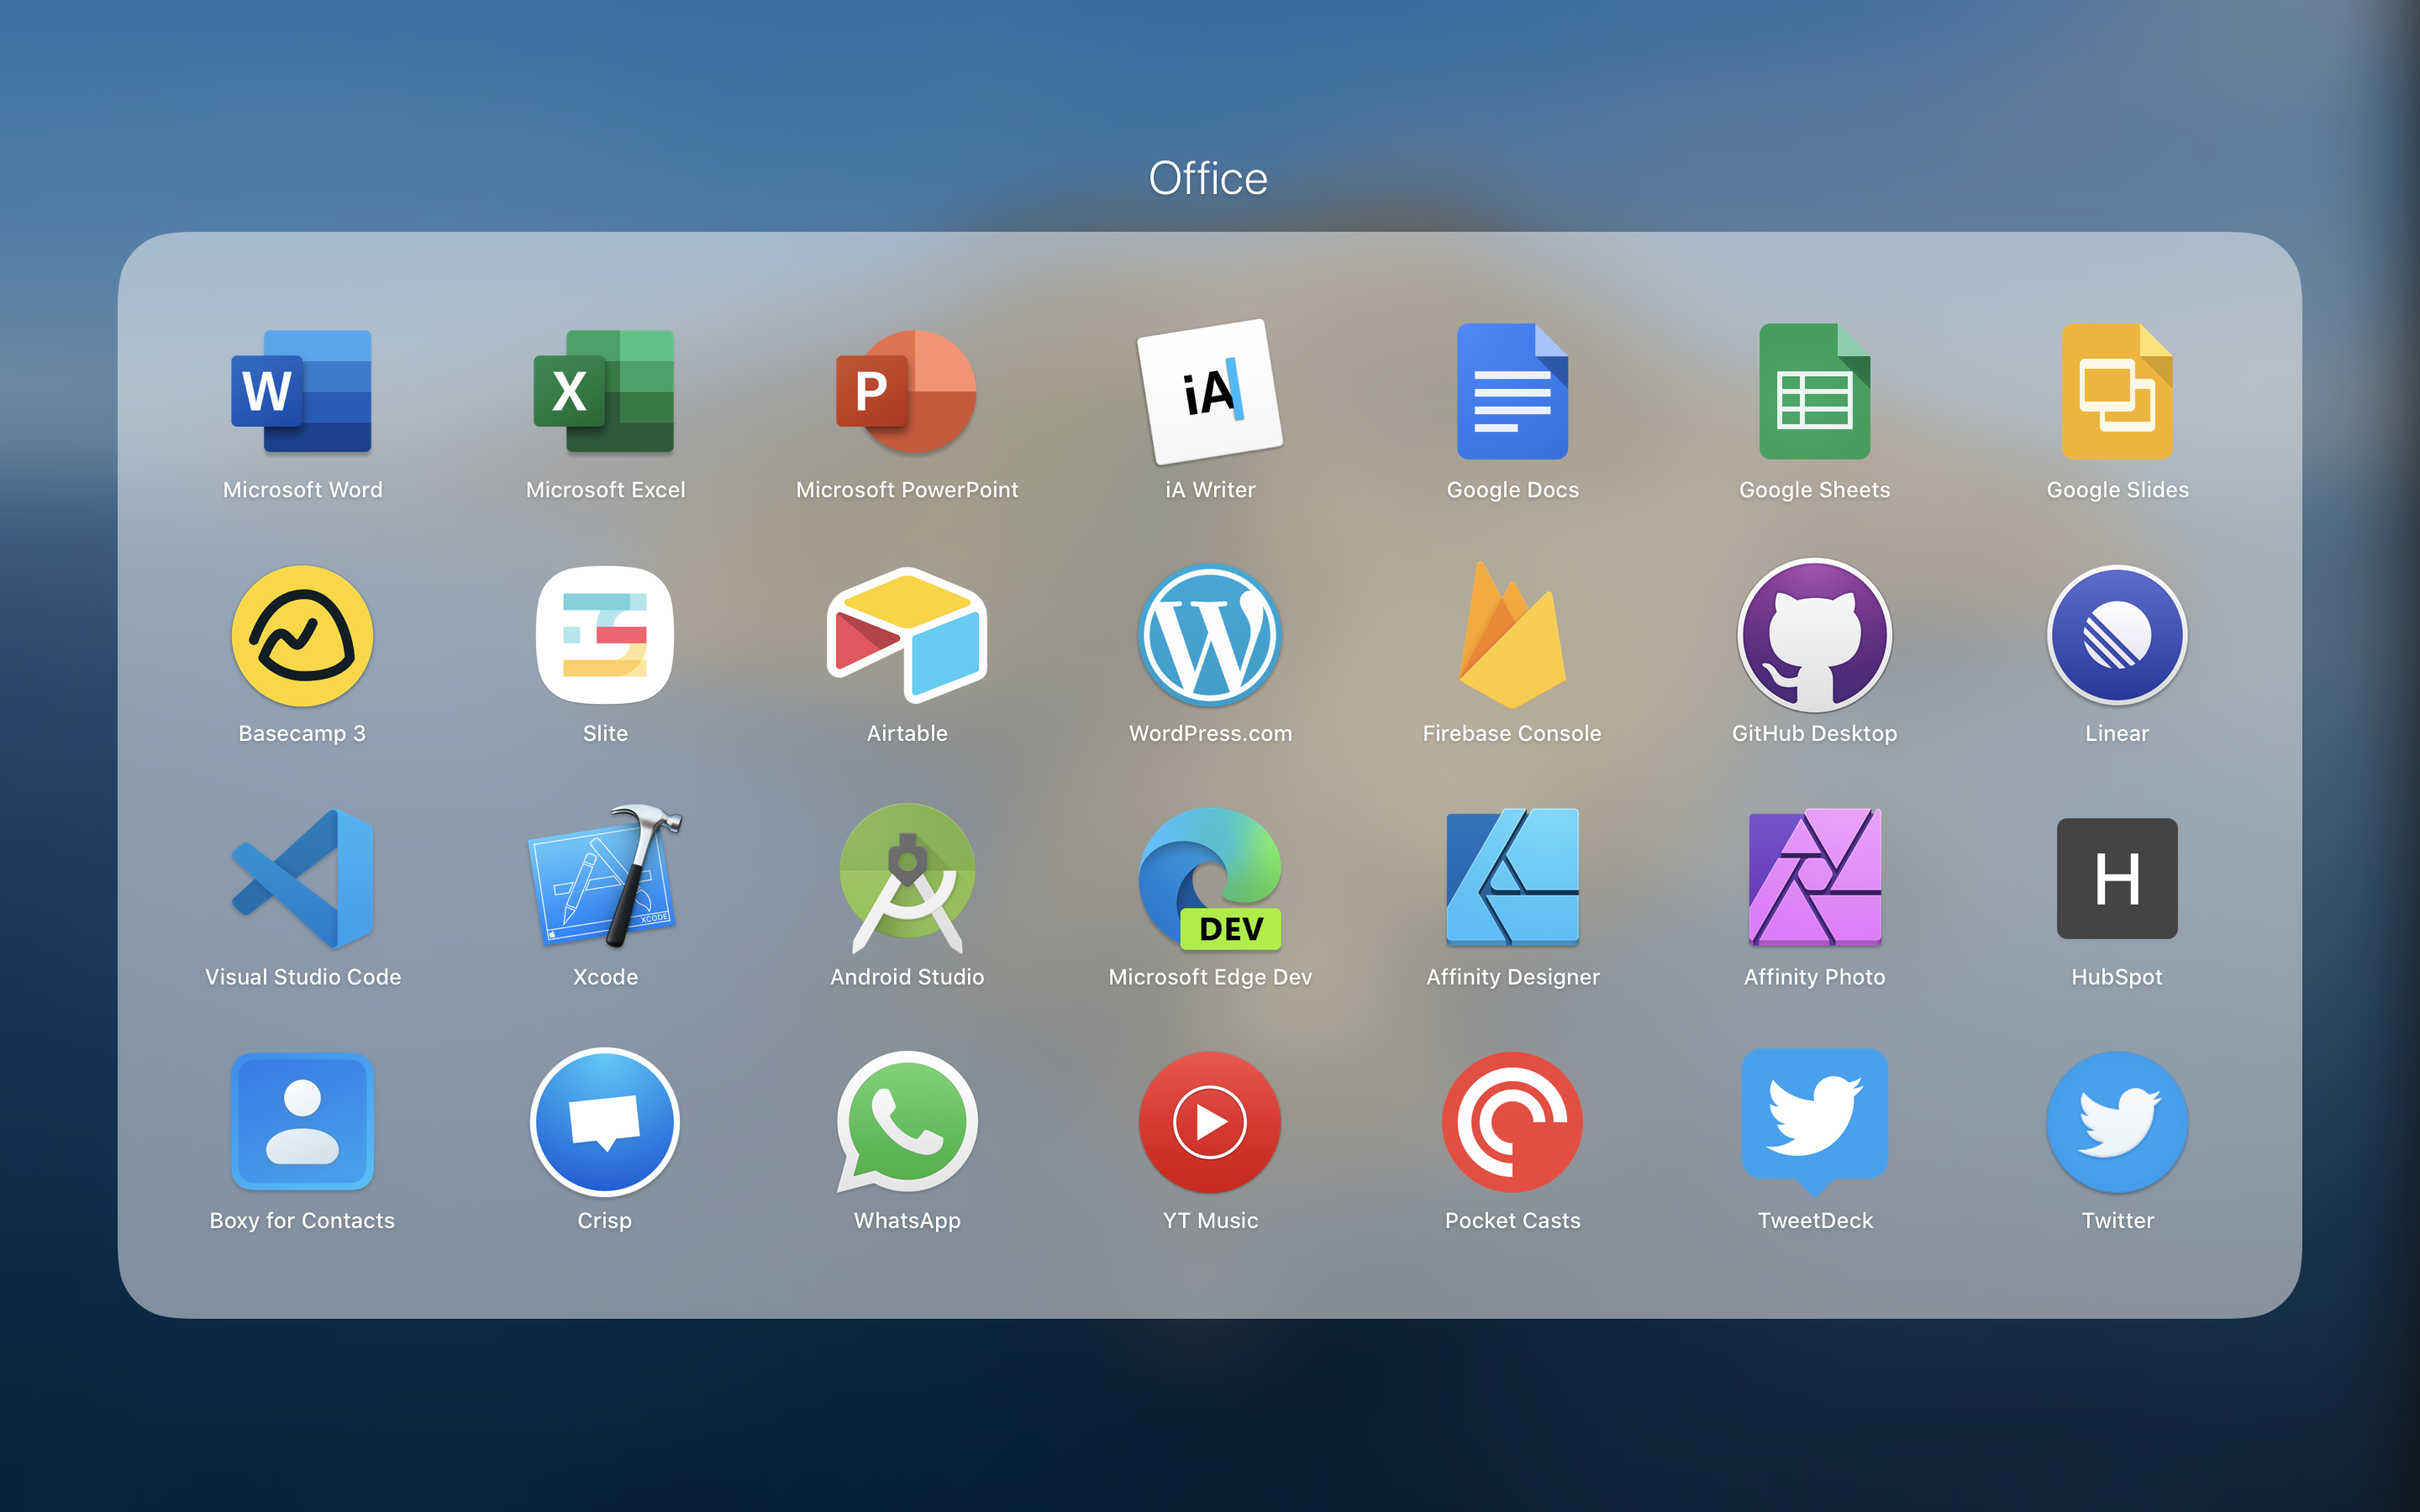 Office
W
X
P
iA
Microsoft Word
Microsoft Excel
Microsoft PowerPoint
iA Writer
Google Docs
Google Sheets
Google Slides
Basecamp 3
Slite
Airtable
WordPress.com
Firebase Console
GitHub Desktop
Linear
XCODE
DEV
H
Visual Studio Code
Xcode
Android Studio
Microsoft Edge Dev
Affinity Designer
Affinity Photo
HubSpot
Boxy for Contacts
Crisp
WhatsApp
YT Music
Pocket Casts
TweetDeck
Twitter